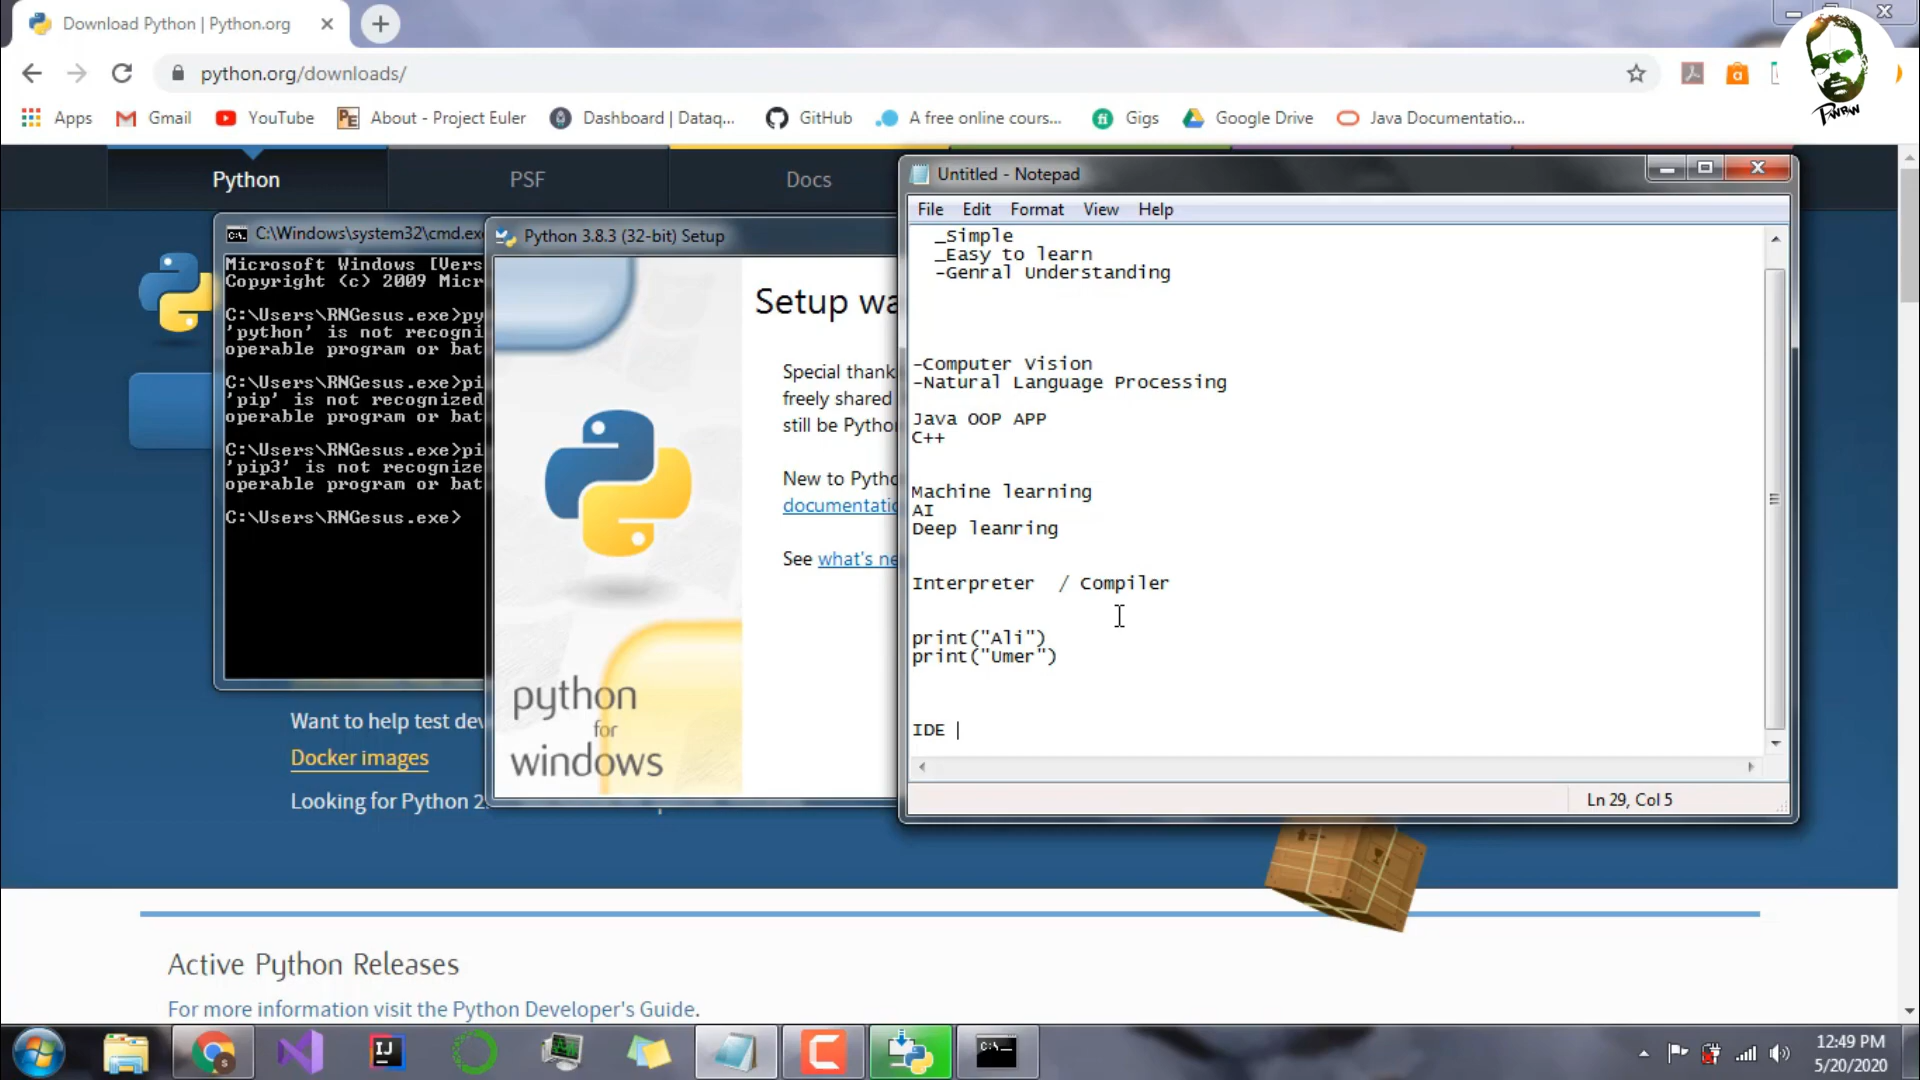 Download Python | Python.org
python.org/downloads/
Apps
Gmail
YouTube
PE
About - Project Euler
Dashboard | Dataq...
GitHub
A free online cours...
fi
Gigs
Google Drive
Java Documentatio...
Python
PSF
Docs
C:\Windows\system32\cmd.exe
Microsoft Windows [Vers
Copyright (c) 2009 Micr
C:\Users\RNGesus.exe>py
'python' is not recogni
operable program or bat
C:\Users\RNGesus.exe>pi
'pip' is not recognized
operable program or bat
C:\Users\RNGesus.exe>pi
'pip3' is not recognize
operable program or bat
C:\Users\RNGesus.exe>
Python 3.8.3 (32-bit) Setup
Setup wa
Special thank
freely shared
still be Pytho
New to Pytho
documentatio
See what's ne
python
for
windows
Untitled - Notepad
File Edit Format View Help
_Simple
_Easy to learn
-Genral Understanding
-Computer Vision
-Natural Language Processing
Java OOP APP
C++
Machine learning
AI
Deep leanring
Interpreter / Compiler
print("Ali")
print("Umer")
IDE
Ln 29, Col 5
Want to help test dev
Docker images
Looking for Python 2
Active Python Releases
For more information visit the Python Developer's Guide.
IJ
C:\_
12:49 PM
5/20/2020